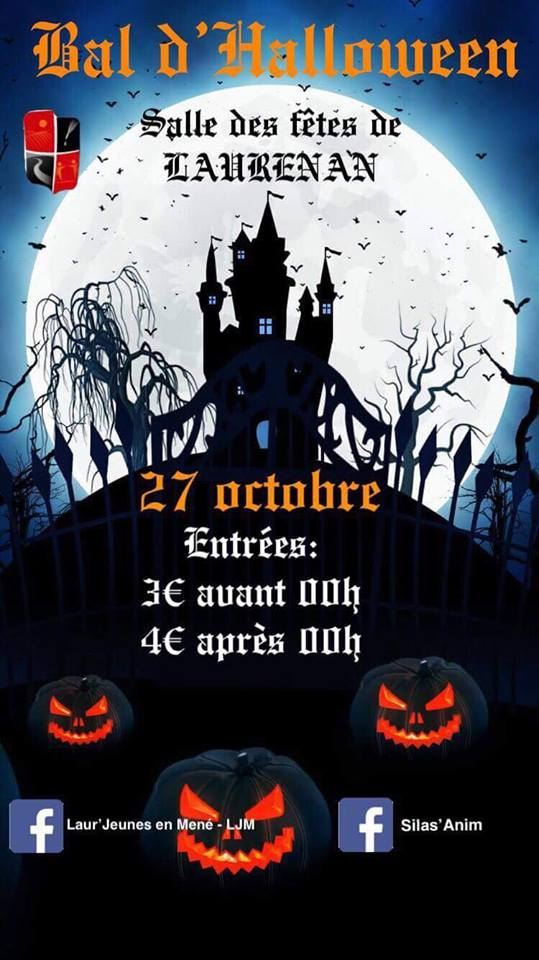 Bal d'Halloween
Salle des fêtes de
LAURENAN
27 octobre
Entrées:
3€ avant 00h
4€ après 00h
Laur'Jeunes en Mené - LJM
Silas'Anim